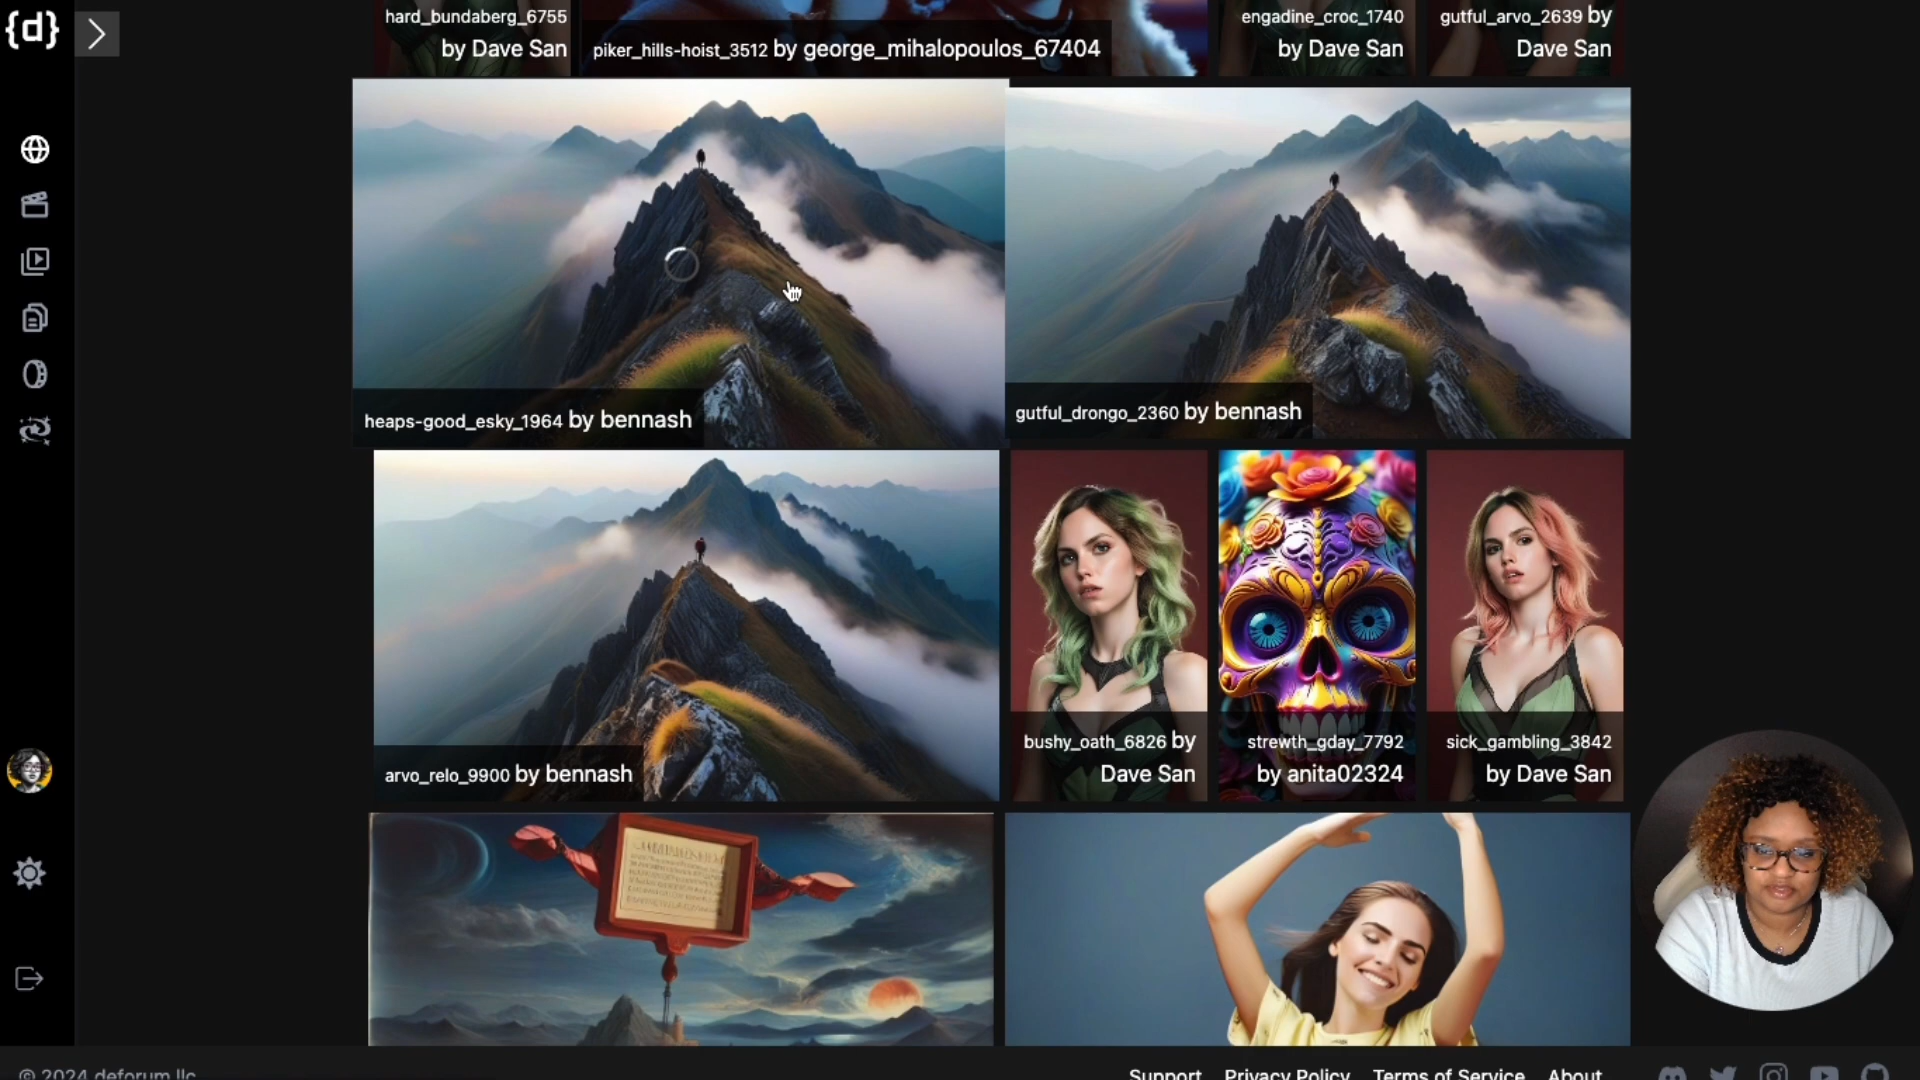 {d}
hard_bundaberg_6755
by Dave San
piker_hills-hoist_3512 by george_mihalopoulos_67404
engadine_croc_1740
by Dave San
gutful_arvo_2639 by
Dave San
heaps-good_esky_1964 by bennash
gutful_drongo_2360 by bennash
arvo_relo_9900 by bennash
bushy_oath_6826 by
Dave San
strewth_gday_7792
by anita02324
sick_gambling_3842
by Dave San
© 2024 deforum llc
Support Privacy Policy Terms of Service About